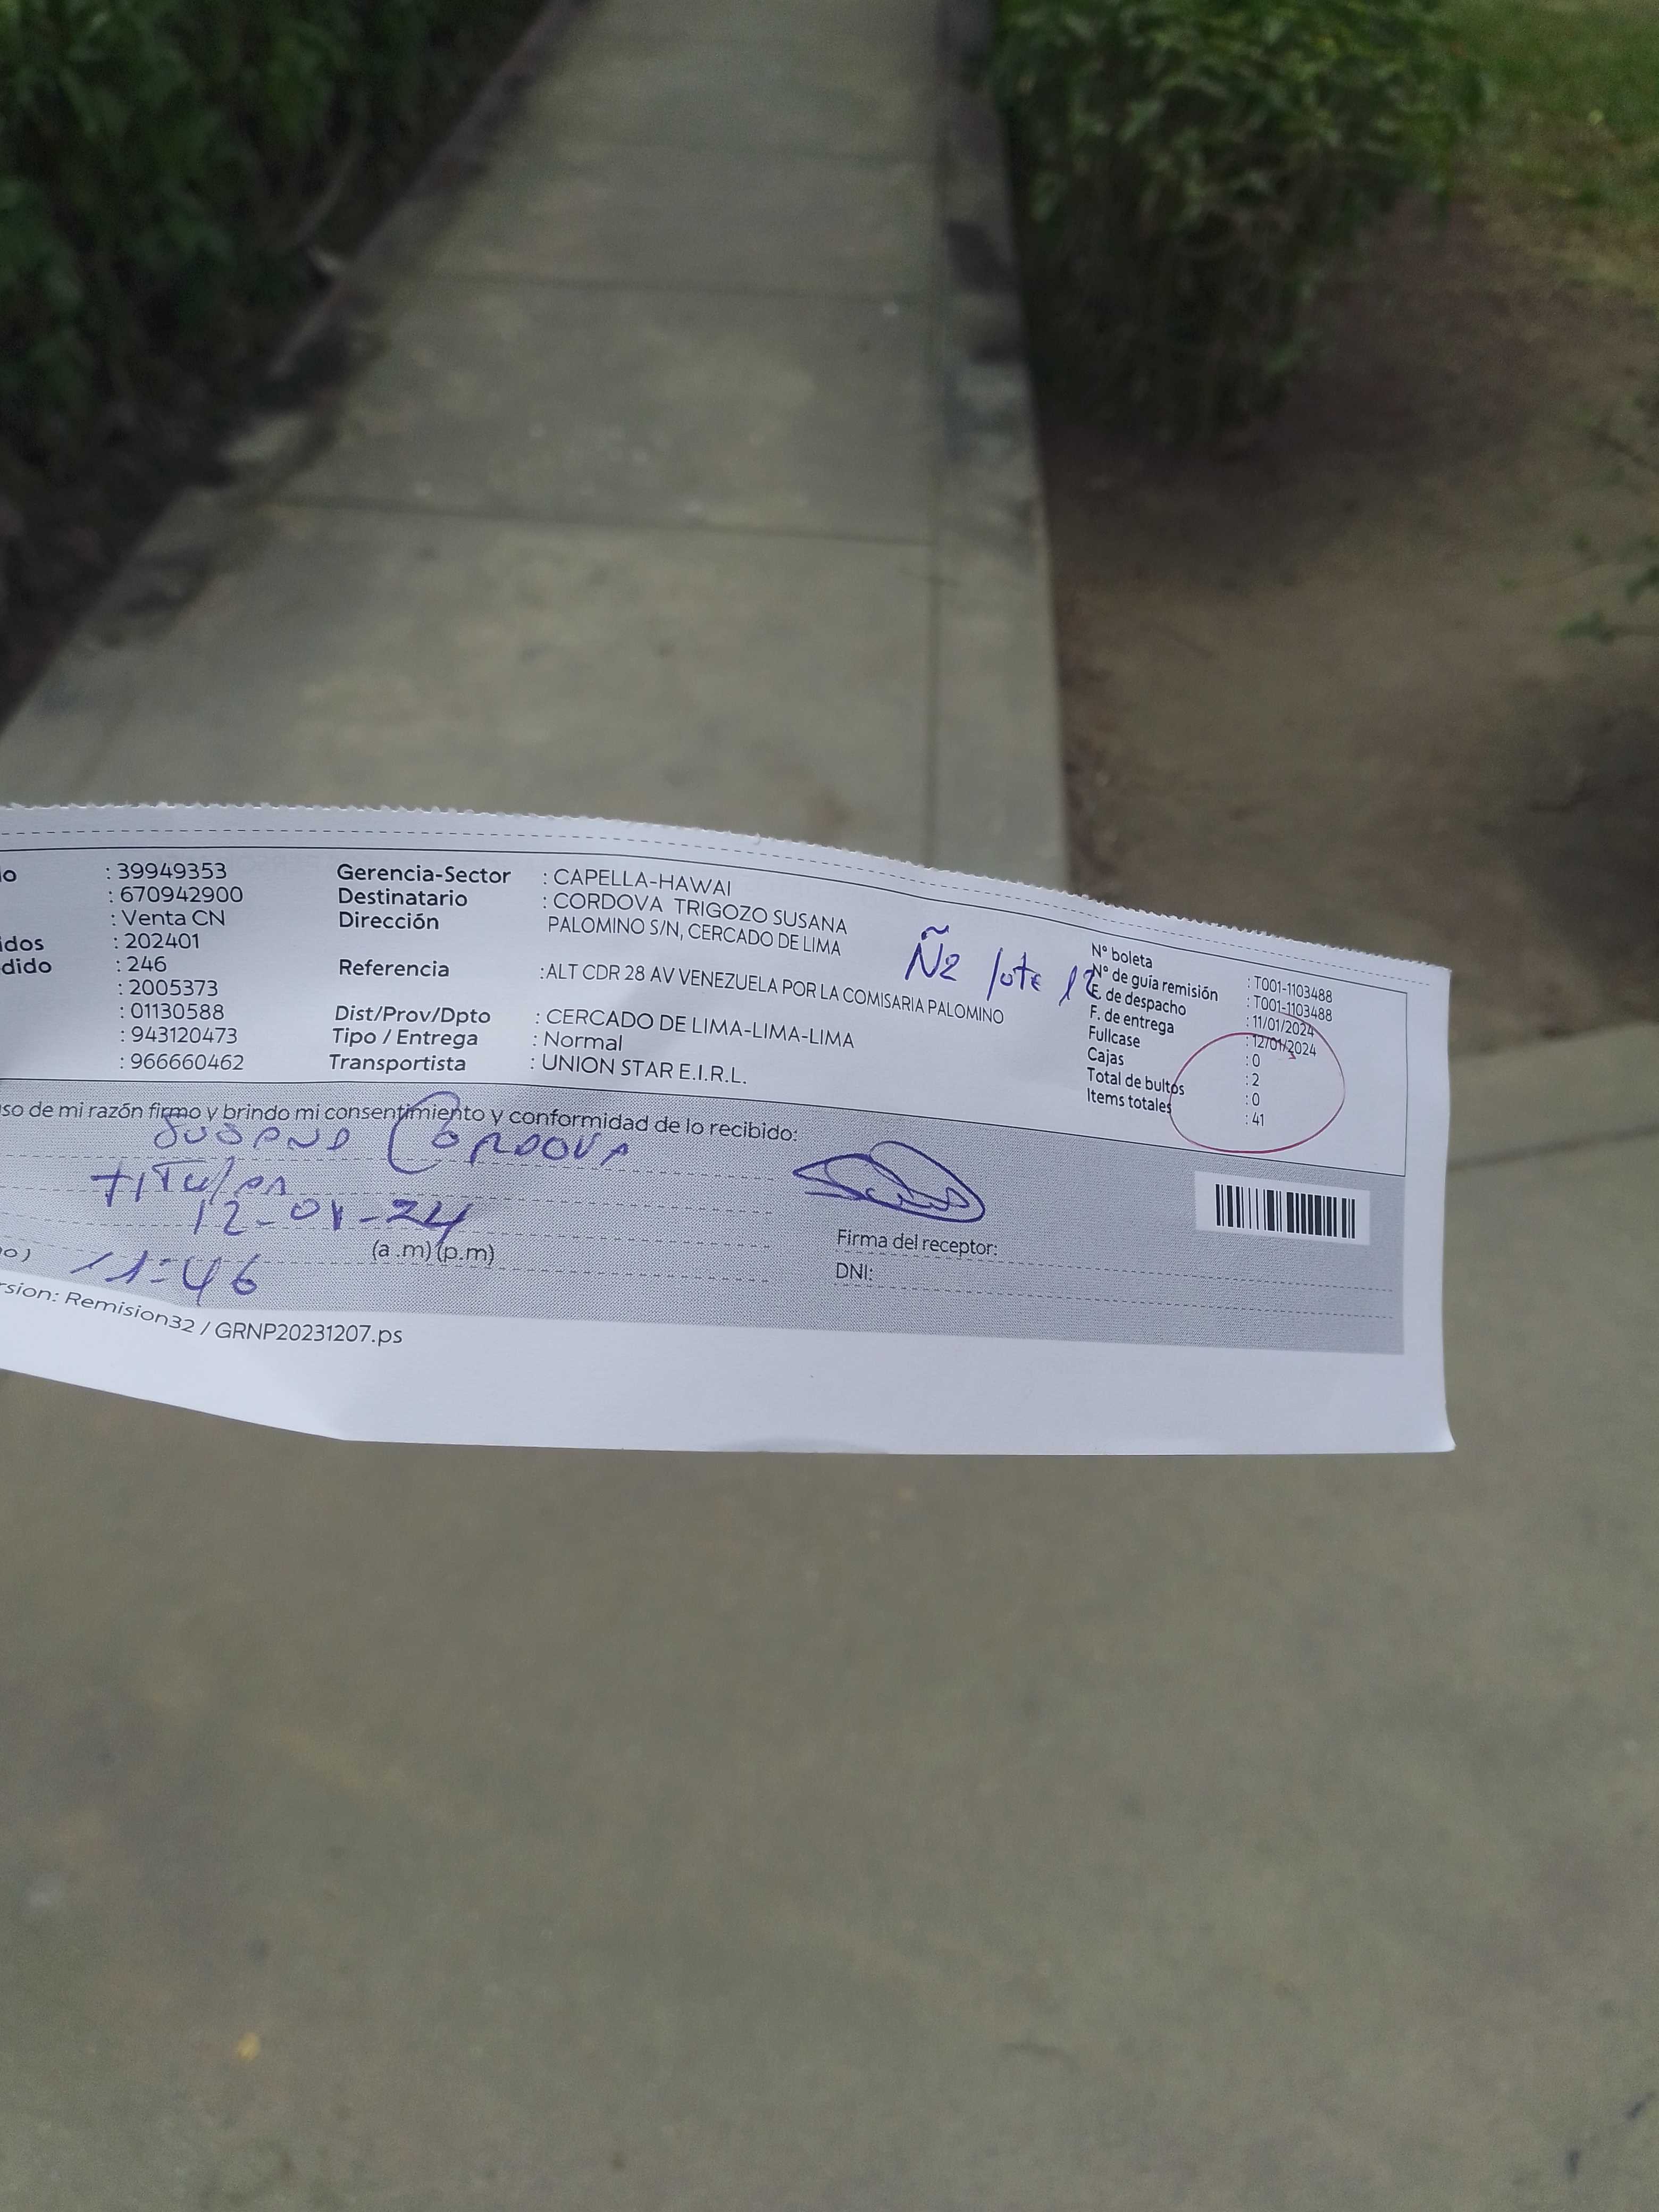 : 39949353
: 670942900
: Venta CN
idos : 202401
dido : 246
: 2005373
: 01130588
: 943120473
: 966660462
Gerencia-Sector : CAPELLA-HAWAI
Destinatario : CORDOVA TRIGOZO SUSANA
Dirección PALOMINO S/N, CERCADO DE LIMA
Ñ2 lote 12
Referencia : ALT CDR 28 AV VENEZUELA POR LA COMISARIA PALOMINO
Dist/Prov/Dpto : CERCADO DE LIMA-LIMA-LIMA
Tipo / Entrega : Normal
Transportista : UNION STAR E.I.R.L.
N° boleta : T001-1103488
N° de guía remisión : T001-1103488
F. de despacho : 11/01/2024
F. de entrega : 12/01/2024
Fullcase : 0
Cajas : 2
Total de bultos : 0
Items totales : 41
so de mi razón firmo y brindo mi consentimiento y conformidad de lo recibido:
SUSANA CORDOVA
TITULAR
12-01-24
(a.m)(p.m)
11=46
Firma del receptor:
DNI:
rsion: Remision32 / GRNP20231207.ps